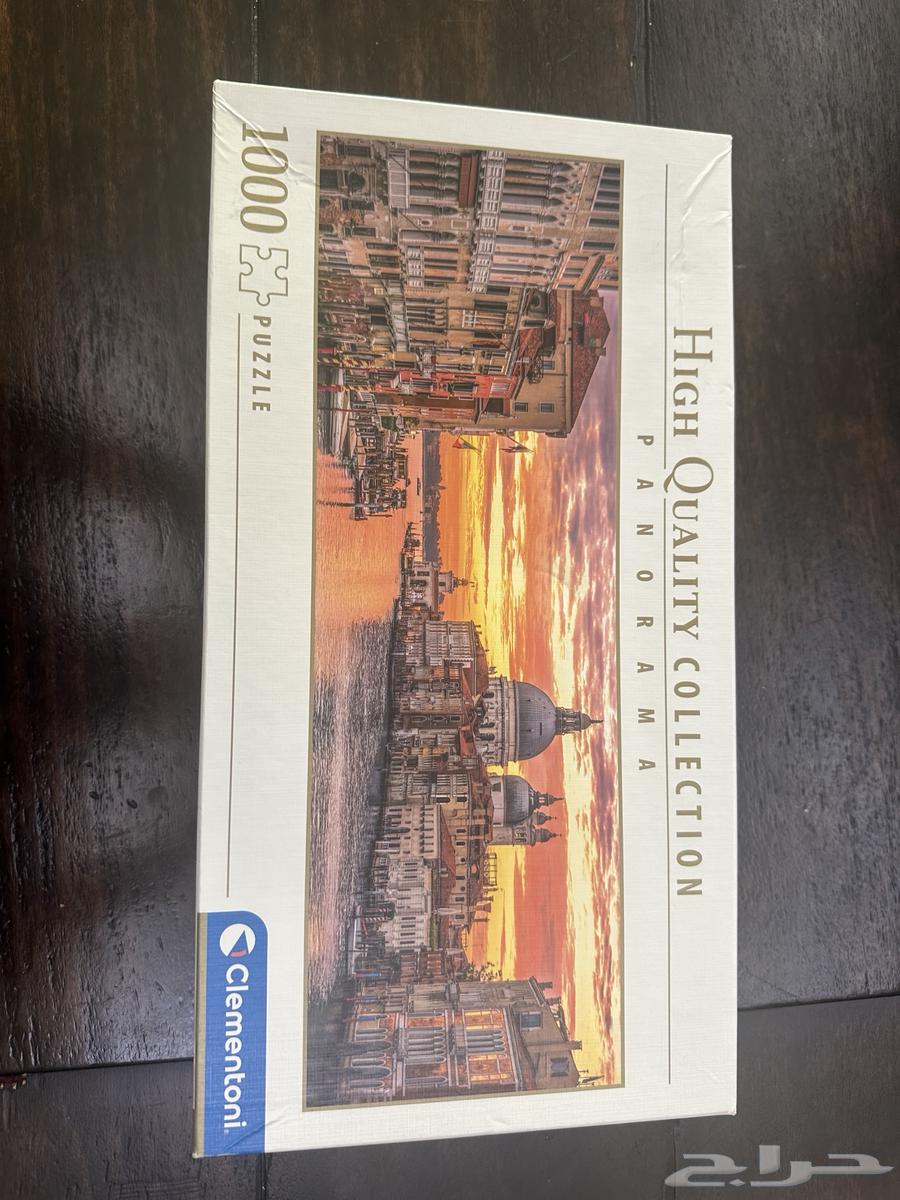 HIGH QUALITY COLLECTION
PANORAMA
1000 PUZZLE
Clementoni®
حراج